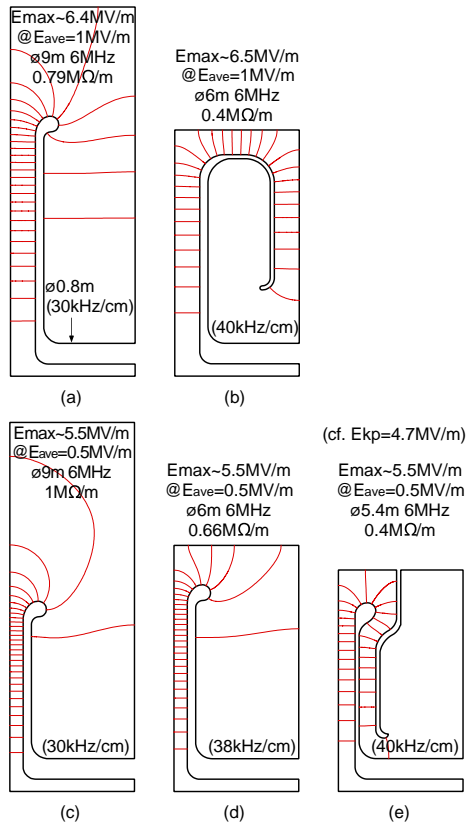 Emax~6.4MV/m
@Eave=1MV/m
ø9m 6MHz
0.79MΩ/m
ø0.8m
(30kHz/cm)
(a)
Emax~6.5MV/m
@Eave=1MV/m
ø6m 6MHz
0.4MΩ/m
(40kHz/cm)
(b)
Emax~5.5MV/m
@Eave=0.5MV/m
ø9m 6MHz
1MΩ/m
(30kHz/cm)
(c)
Emax~5.5MV/m
@Eave=0.5MV/m
ø6m 6MHz
0.66MΩ/m
(38kHz/cm)
(d)
(cf. Ekp=4.7MV/m)
Emax~5.5MV/m
@Eave=0.5MV/m
ø5.4m 6MHz
0.4MΩ/m
(40kHz/cm)
(e)